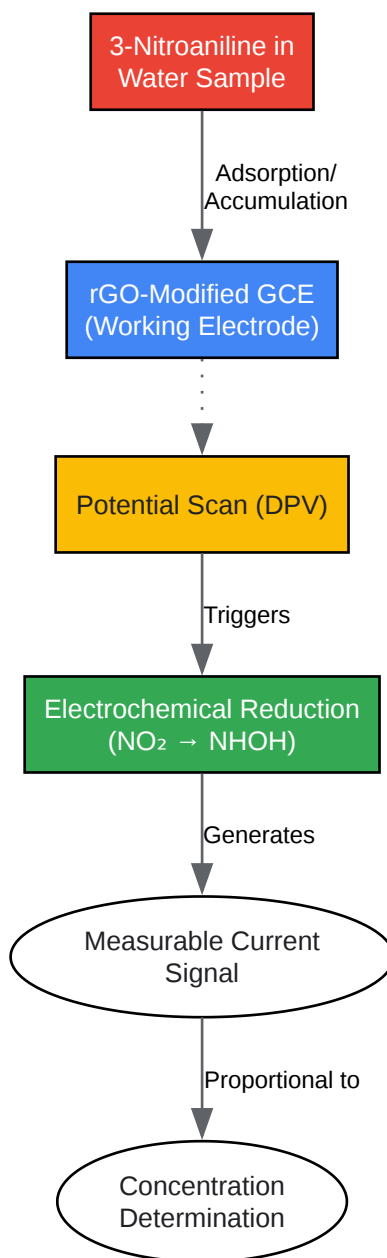 3-Nitroaniline in
Water Sample
Adsorption/
Accumulation
rGO-Modified GCE
(Working Electrode)
Potential Scan (DPV)
Triggers
Electrochemical Reduction
(NO₂ → NHOH)
Generates
Measurable Current
Signal
Proportional to
Concentration
Determination